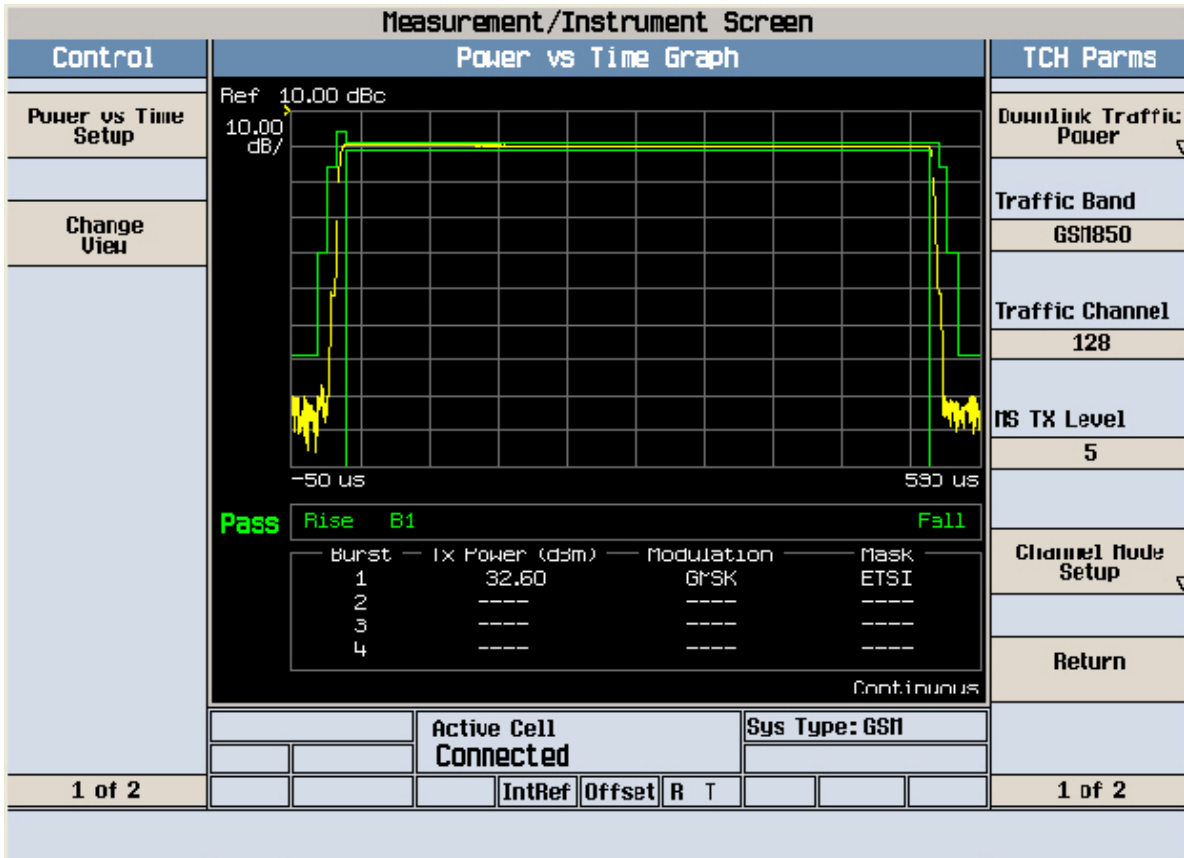 Measurement/Instrument Screen
Control
Power vs Time Graph
TCH Parms
Power vs Time
Setup
Change
View
1 of 2
Ref 10.00 dBc
10.00
dB/
-50 us
590 us
Pass
Rise B1 Fall
Burst Tx Power (dBm) Modulation Mask
1 32.60 GMSK ETSI
2 ---- ---- ----
3 ---- ---- ----
4 ---- ---- ----
Continuous
Active Cell
Connected
Sys Type: GSM
IntRef Offset R T
Downlink Traffic
Power
Traffic Band
GSM850
Traffic Channel
128
MS TX Level
5
Channel Mode
Setup
Return
1 of 2